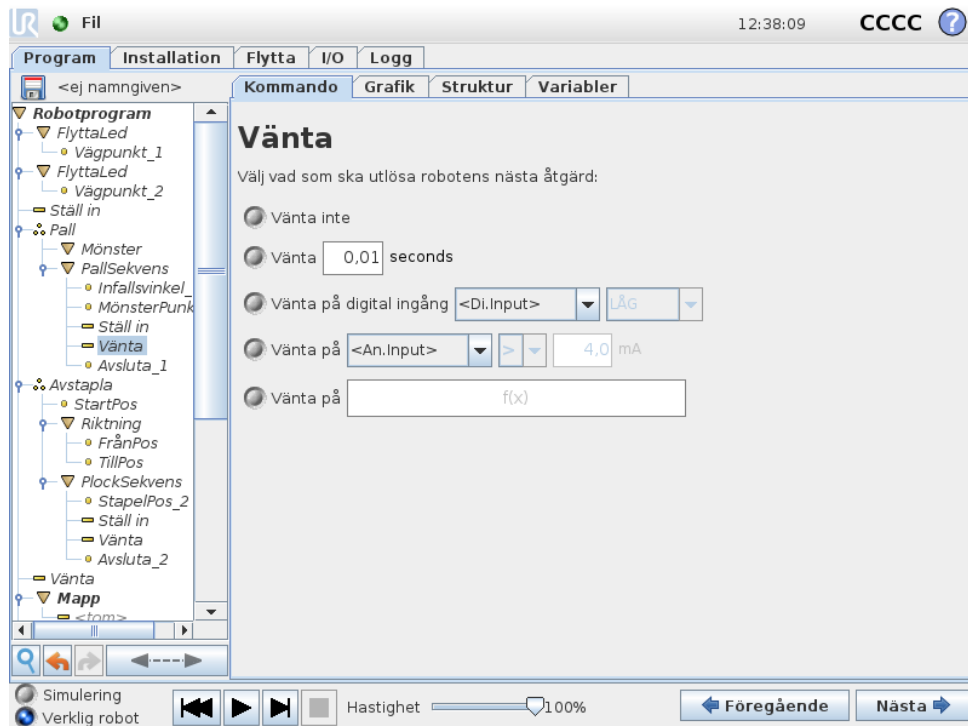 UR Fil 12:38:09 CCCC ?
Program Installation Flytta I/O Logg
<ej namngiven> Kommando Grafik Struktur Variabler
Robotprogram
FlyttaLed
Vägpunkt_1
FlyttaLed
Vägpunkt_2
Ställ in
Pall
Mönster
PallSekvens
Infallsvinkel_
MönsterPunk
Ställ in
Vänta
Avsluta_1
Avstapla
StartPos
Riktning
FrånPos
TillPos
PlockSekvens
StapelPos_2
Ställ in
Vänta
Avsluta_2
Vänta
Mapp
<tom>
Vänta
Välj vad som ska utlösa robotens nästa åtgärd:
Vänta inte
Vänta 0,01 seconds
Vänta på digital ingång <Di.Input> LÅG
Vänta på <An.Input> > 4,0 mA
Vänta på f(x)
Simulering
Verklig robot
Hastighet 100%
Föregående Nästa